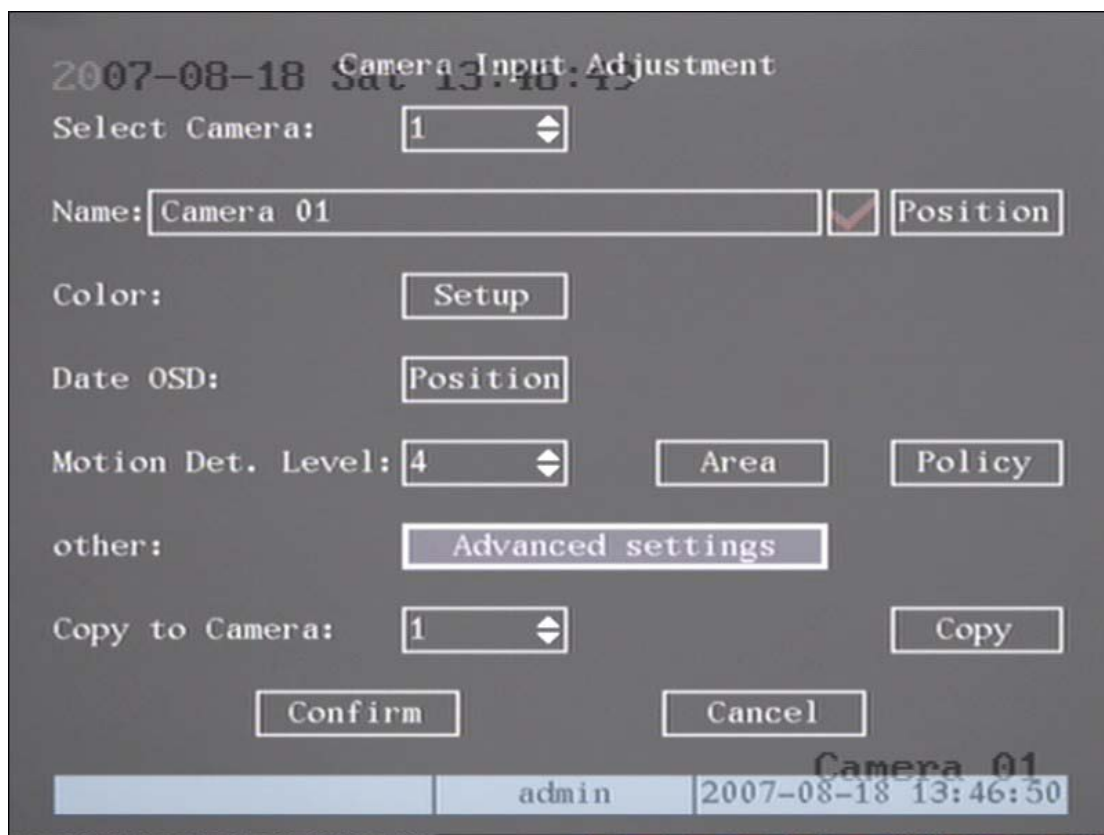 Camera Input Adjustment
2007-08-18 Sat 13:46:49
Select Camera: 1
Name: Camera 01 Position
Color: Setup
Date OSD: Position
Motion Det. Level: 4 Area Policy
other: Advanced settings
Copy to Camera: 1 Copy
Confirm Cancel
Camera 01
admin 2007-08-18 13:46:50